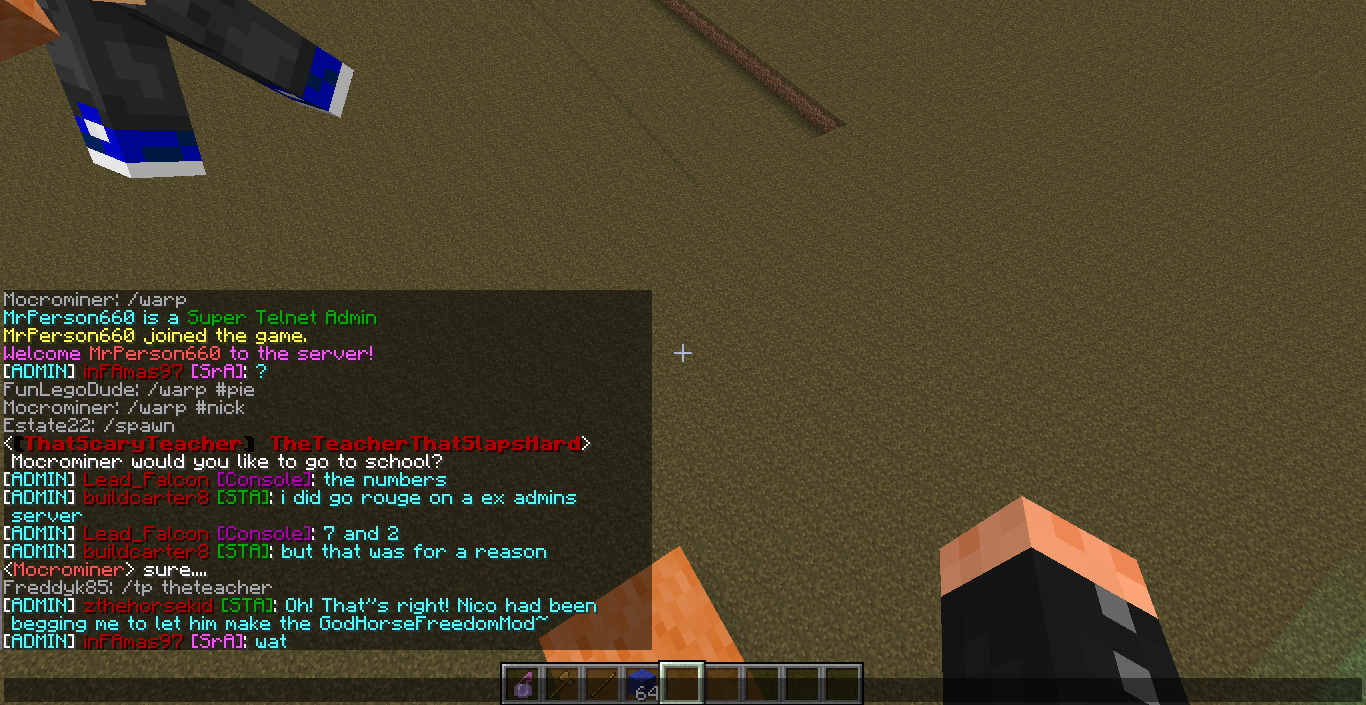 Mocrominer: /warp
MrPerson660 is a Super Telnet Admin
MrPerson660 joined the game.
Welcome MrPerson660 to the server!
[ADMIN] inFAmas97 [SrA]: ?
FunLegoDude: /warp #pie
Mocrominer: /warp #nick
Estate22: /spawn
<[ThatScaryTeacher] TheTeacherThatSlapsHard>
Mocrominer would you like to go to school?
[ADMIN] Lead_Falcon [Console]: the numbers
[ADMIN] buildcarter8 [STA]: i did go rouge on a ex admins
server
[ADMIN] Lead_Falcon [Console]: 7 and 2
[ADMIN] buildcarter8 [STA]: but that was for a reason
<Mocrominer> sure....
Freddyk85: /tp theteacher
[ADMIN] zthehorsekid [STA]: Oh! That"s right! Nico had been
begging me to let him make the GodHorseFreedomMod~
[ADMIN] inFAmas97 [SrA]: wat
64